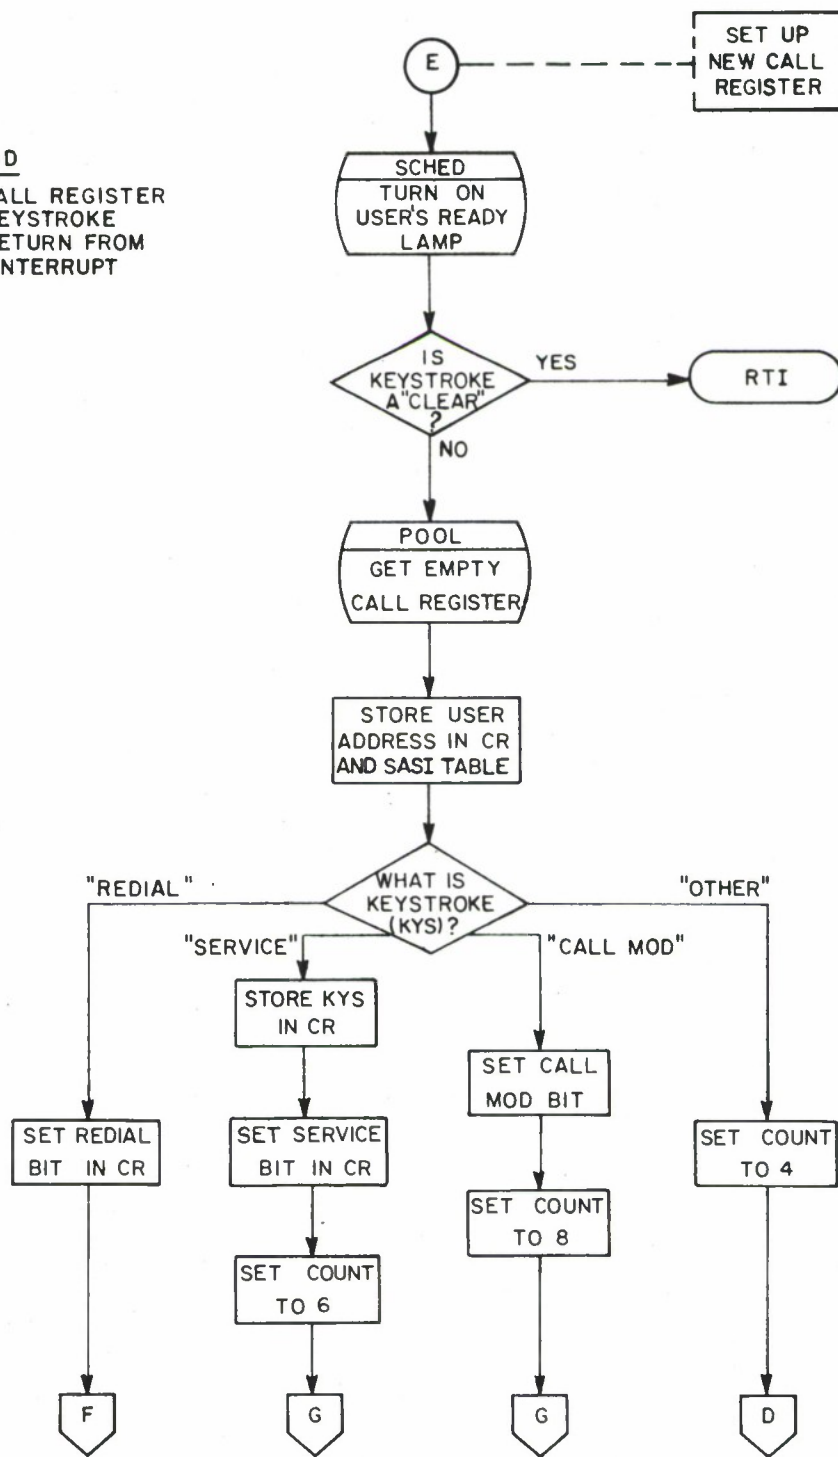 E
SET UP
NEW CALL
REGISTER
D
ALL REGISTER
EYSTROKE
ETURN FROM
NTERRUPT
SCHED
TURN ON
USER'S READY
LAMP
IS
KEYSTROKE
A "CLEAR"
?
YES
RTI
NO
POOL
GET EMPTY
CALL REGISTER
STORE USER
ADDRESS IN CR
AND SASI TABLE
WHAT IS
KEYSTROKE
(KYS)?
"REDIAL"
"OTHER"
"SERVICE"
"CALL MOD"
STORE KYS
IN CR
SET CALL
MOD BIT
SET REDIAL
BIT IN CR
SET SERVICE
BIT IN CR
SET COUNT
TO 4
SET COUNT
TO 8
SET COUNT
TO 6
F
G
G
D